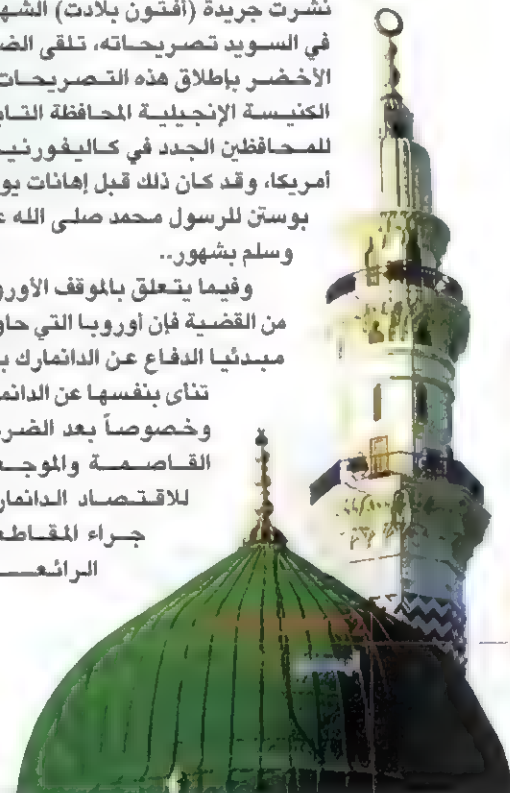 نشرت جريدة (افتون بلادت) الشه
في السويد تصريحاته، تلقى الض
الأخضر بإطلاق هذه التصريحات
الكنيسة الإنجيلية المحافظة التا
للمحافظين الجدد في كاليفورنيـ
أمريكا، وقد كان ذلك قبل إهانات يو
بوستن للرسول محمد صلى الله ع
وسلم بشهور..
وفيما يتعلق بالموقف الأورو
من القضية فإن أوروبا التي حاو
مبدئيا الدفاع عن الدانمارك ب
تنأى بنفسها عن الدانم
وخصوصاً بعد الضر
القاصمة والموجع
للاقتصاد الدانمار
جراء المقاطع
الرائعـ